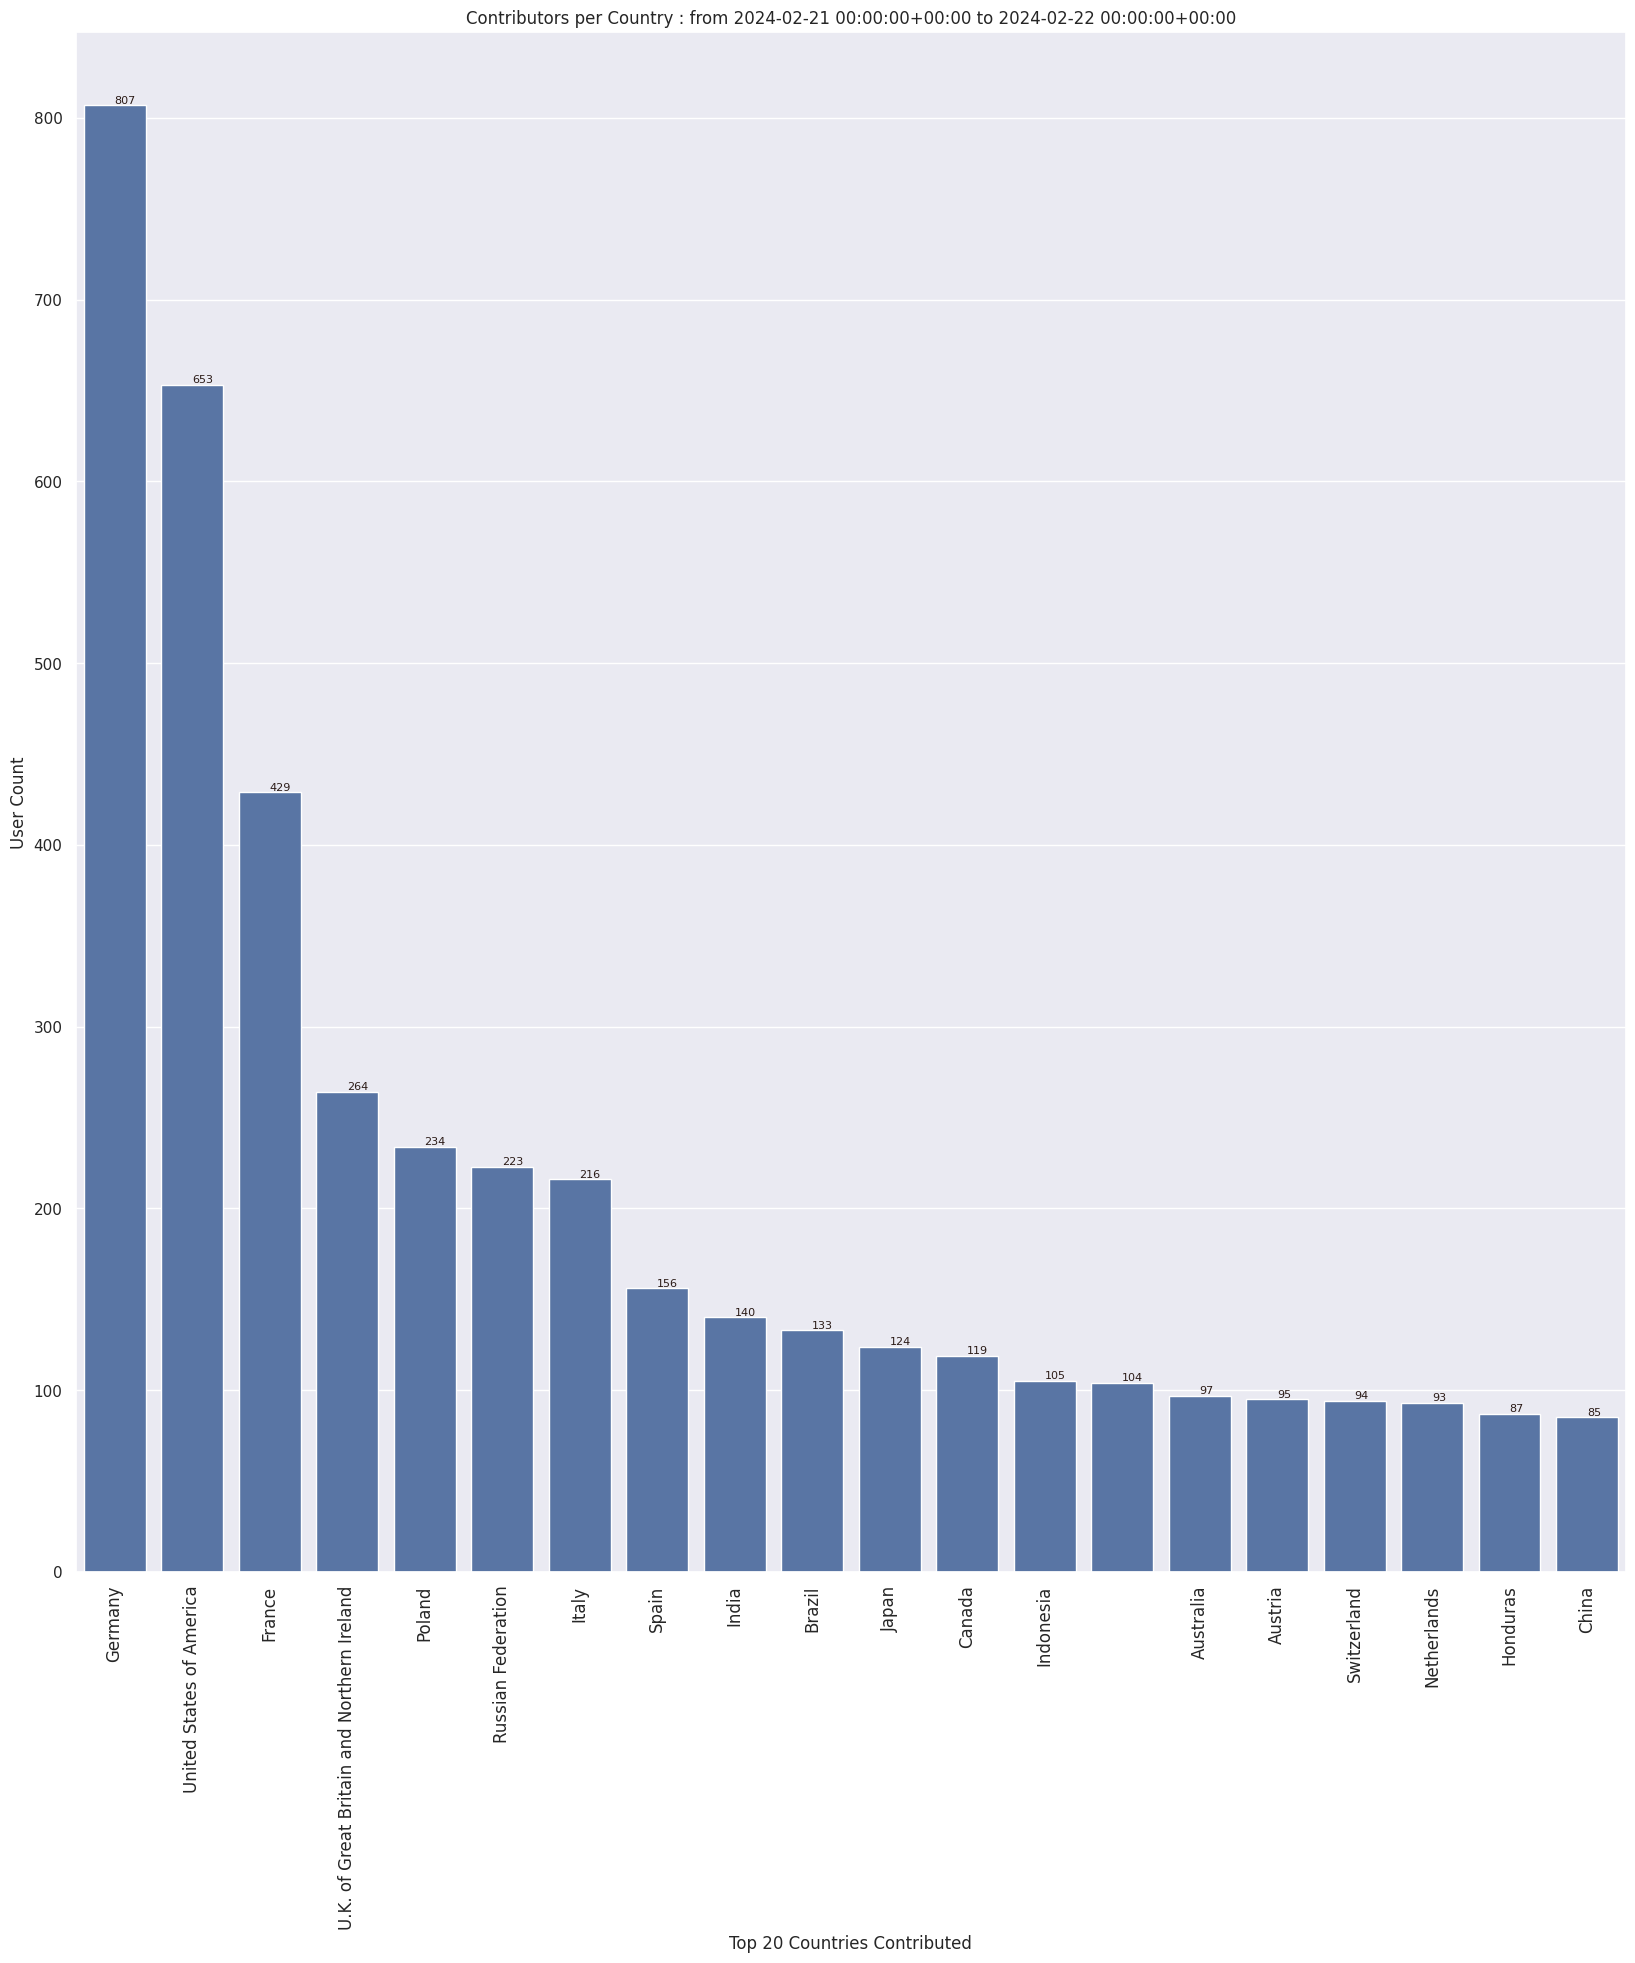 Contributors per Country : from 2024-02-21 00:00:00+00:00 to 2024-02-22 00:00:00+00:00
User Count
800
700
600
500
400
300
200
100
0
807
653
429
264
234
223
216
156
140
133
124
119
105
104
97
95
94
93
87
85
Germany
United States of America
France
U.K. of Great Britain and Northern Ireland
Poland
Russian Federation
Italy
Spain
India
Brazil
Japan
Canada
Indonesia
Australia
Austria
Switzerland
Netherlands
Honduras
China
Top 20 Countries Contributed